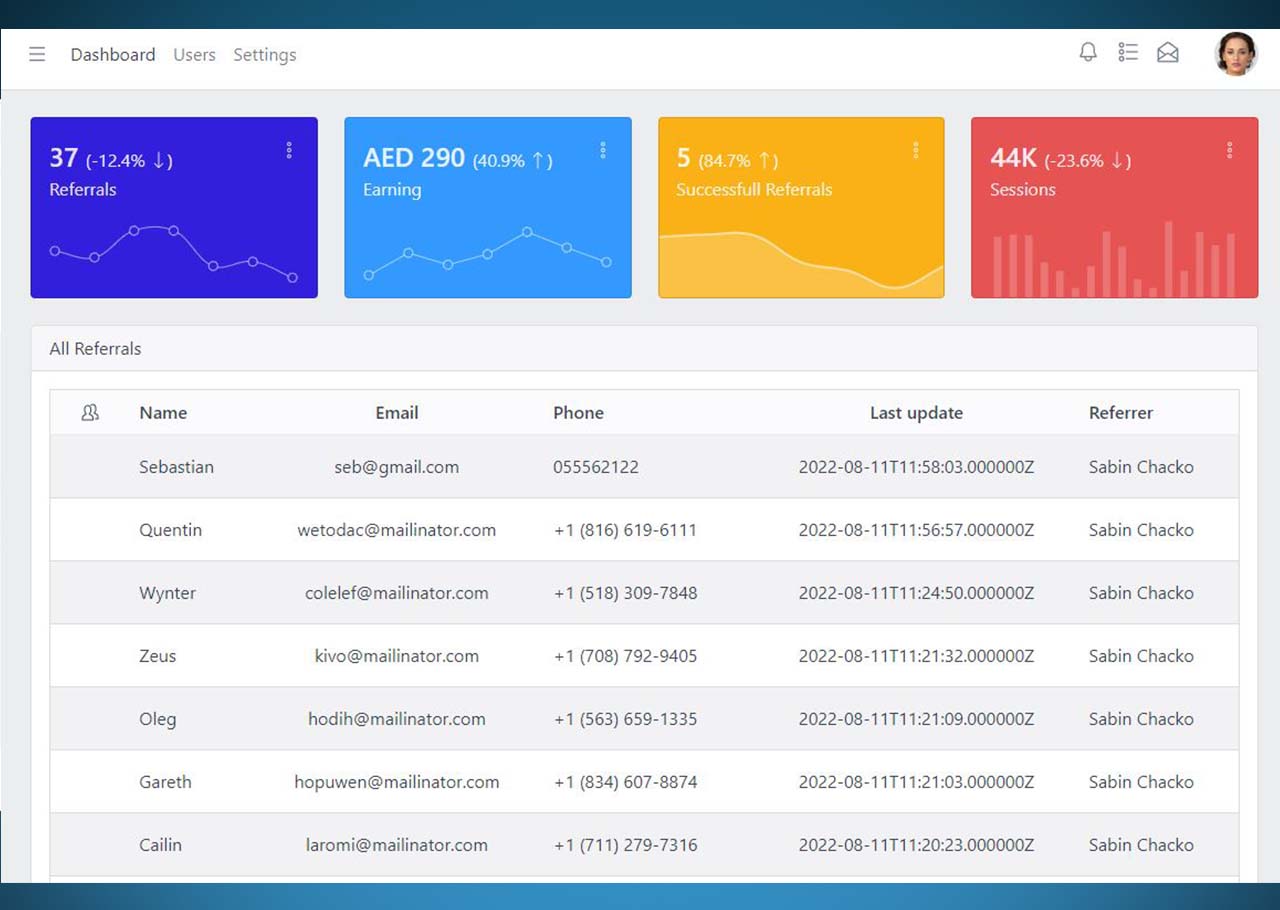 Dashboard Users Settings
37 (-12.4% ↓)
Referrals
AED 290 (40.9% ↑)
Earning
5 (84.7% ↑)
Successfull Referrals
44K (-23.6% ↓)
Sessions
All Referrals
Name Email Phone Last update Referrer
Sebastian seb@gmail.com 055562122 2022-08-11T11:58:03.000000Z Sabin Chacko
Quentin wetodac@mailinator.com +1 (816) 619-6111 2022-08-11T11:56:57.000000Z Sabin Chacko
Wynter colelef@mailinator.com +1 (518) 309-7848 2022-08-11T11:24:50.000000Z Sabin Chacko
Zeus kivo@mailinator.com +1 (708) 792-9405 2022-08-11T11:21:32.000000Z Sabin Chacko
Oleg hodih@mailinator.com +1 (563) 659-1335 2022-08-11T11:21:09.000000Z Sabin Chacko
Gareth hopuwen@mailinator.com +1 (834) 607-8874 2022-08-11T11:21:03.000000Z Sabin Chacko
Cailin laromi@mailinator.com +1 (711) 279-7316 2022-08-11T11:20:23.000000Z Sabin Chacko